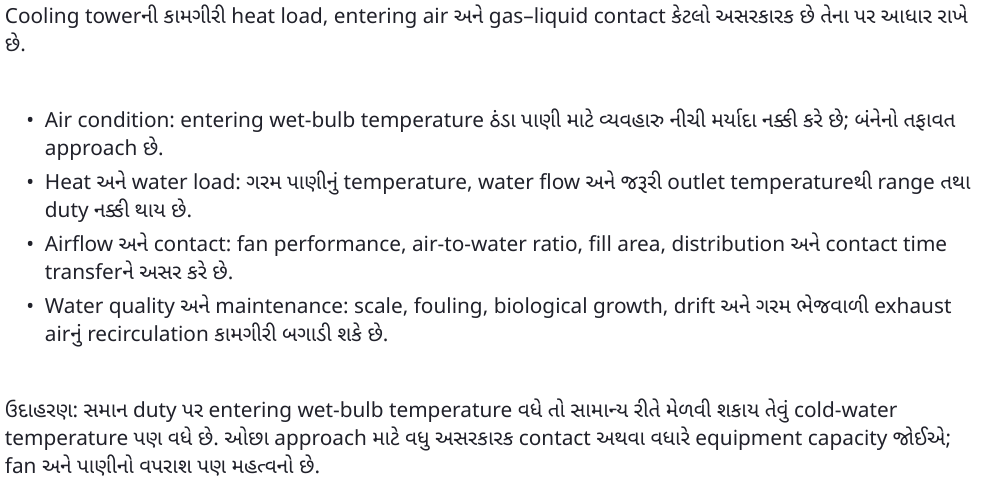 Cooling towerની કામગીરી heat load, entering air અને gas–liquid contact કેટલો અસરકારક છે તેના પર આધાર રાખે
છે.
• Air condition: entering wet-bulb temperature ઠંડા પાણી માટે વ્યવહારુ નીચી મર્યાદા નક્કી કરે છે; બંનેનો તફાવત
approach છે.
• Heat અને water load: ગરમ પાણીનું temperature, water flow અને જરૂરી outlet temperatureથી range તથા
duty નક્કી થાય છે.
• Airflow અને contact: fan performance, air-to-water ratio, fill area, distribution અને contact time
transferને અસર કરે છે.
• Water quality અને maintenance: scale, fouling, biological growth, drift અને ગરમ ભેજવાળી exhaust
airનું recirculation કામગીરી બગાડી શકે છે.
ઉદાહરણ: સમાન duty પર entering wet-bulb temperature વધે તો સામાન્ય રીતે મેળવી શકાય તેવું cold-water
temperature પણ વધે છે. ઓછા approach માટે વધુ અસરકારક contact અથવા વધારે equipment capacity જોઈએ;
fan અને પાણીનો વપરાશ પણ મહત્વનો છે.